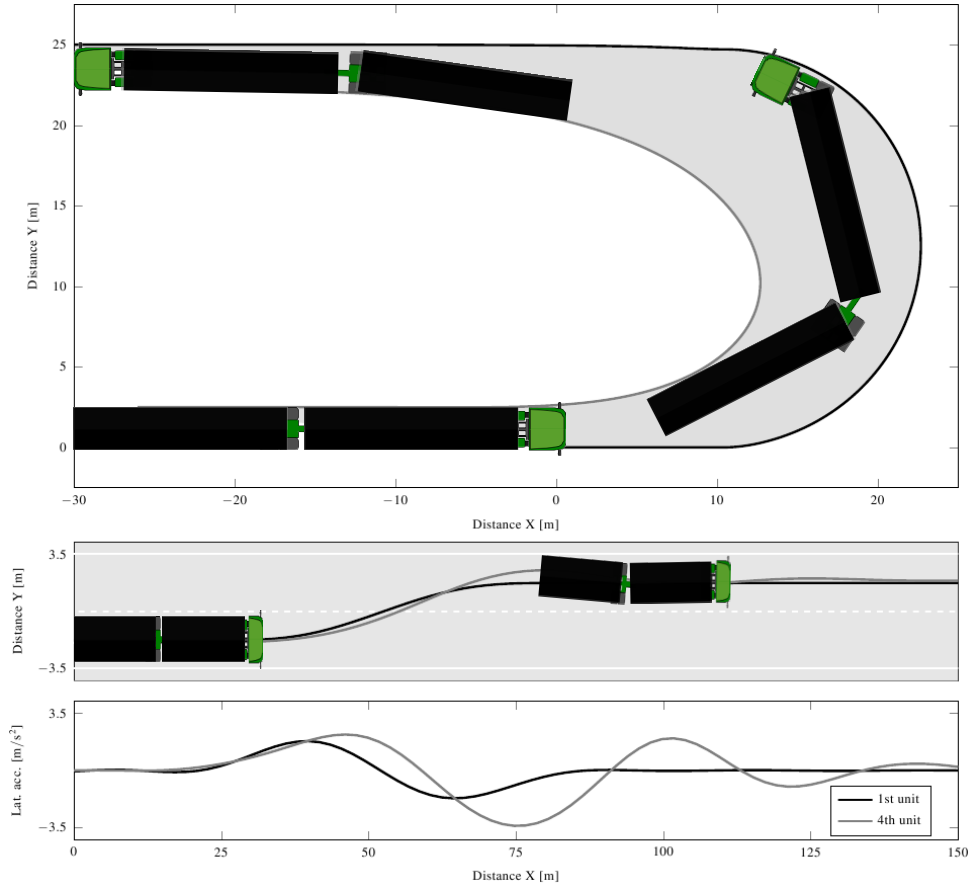 25
20
15
10
5
0
Distance Y [m]
−30 −20 −10 0 10 20
Distance X [m]
3.5
−3.5
Distance Y [m]
3.5
−3.5
Lat. acc. [m/s²]
1st unit
4th unit
0 25 50 75 100 125 150
Distance X [m]